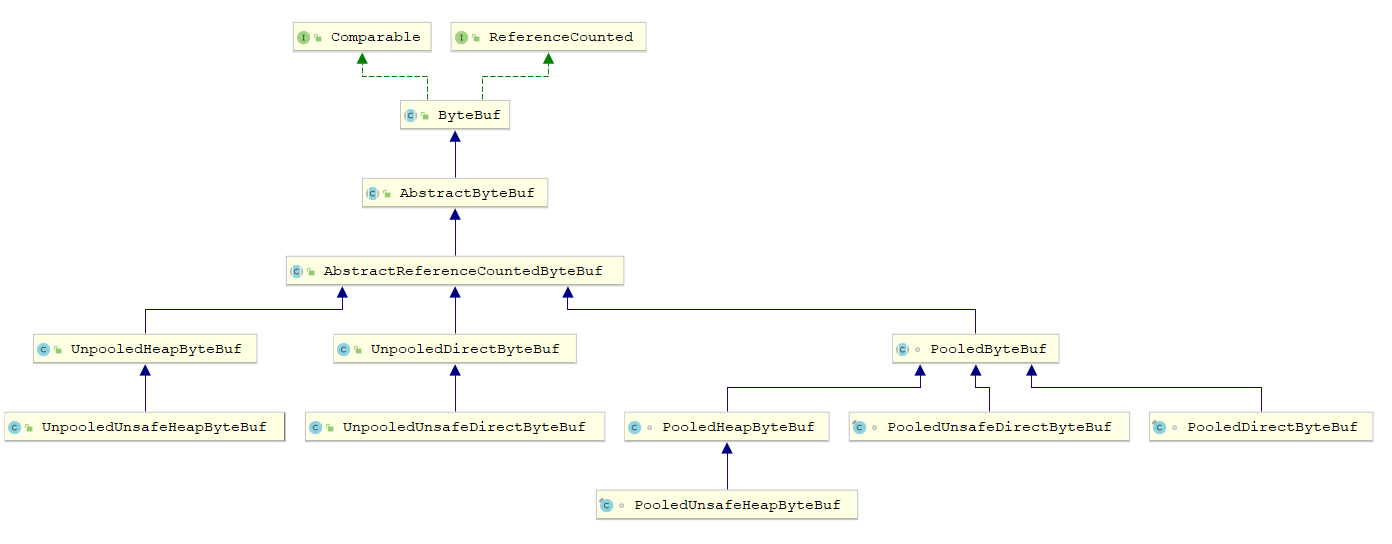 Comparable
ReferenceCounted
ByteBuf
AbstractByteBuf
AbstractReferenceCountedByteBuf
UnpooledHeapByteBuf
UnpooledDirectByteBuf
PooledByteBuf
UnpooledUnsafeHeapByteBuf
UnpooledUnsafeDirectByteBuf
PooledHeapByteBuf
PooledUnsafeDirectByteBuf
PooledDirectByteBuf
PooledUnsafeHeapByteBuf